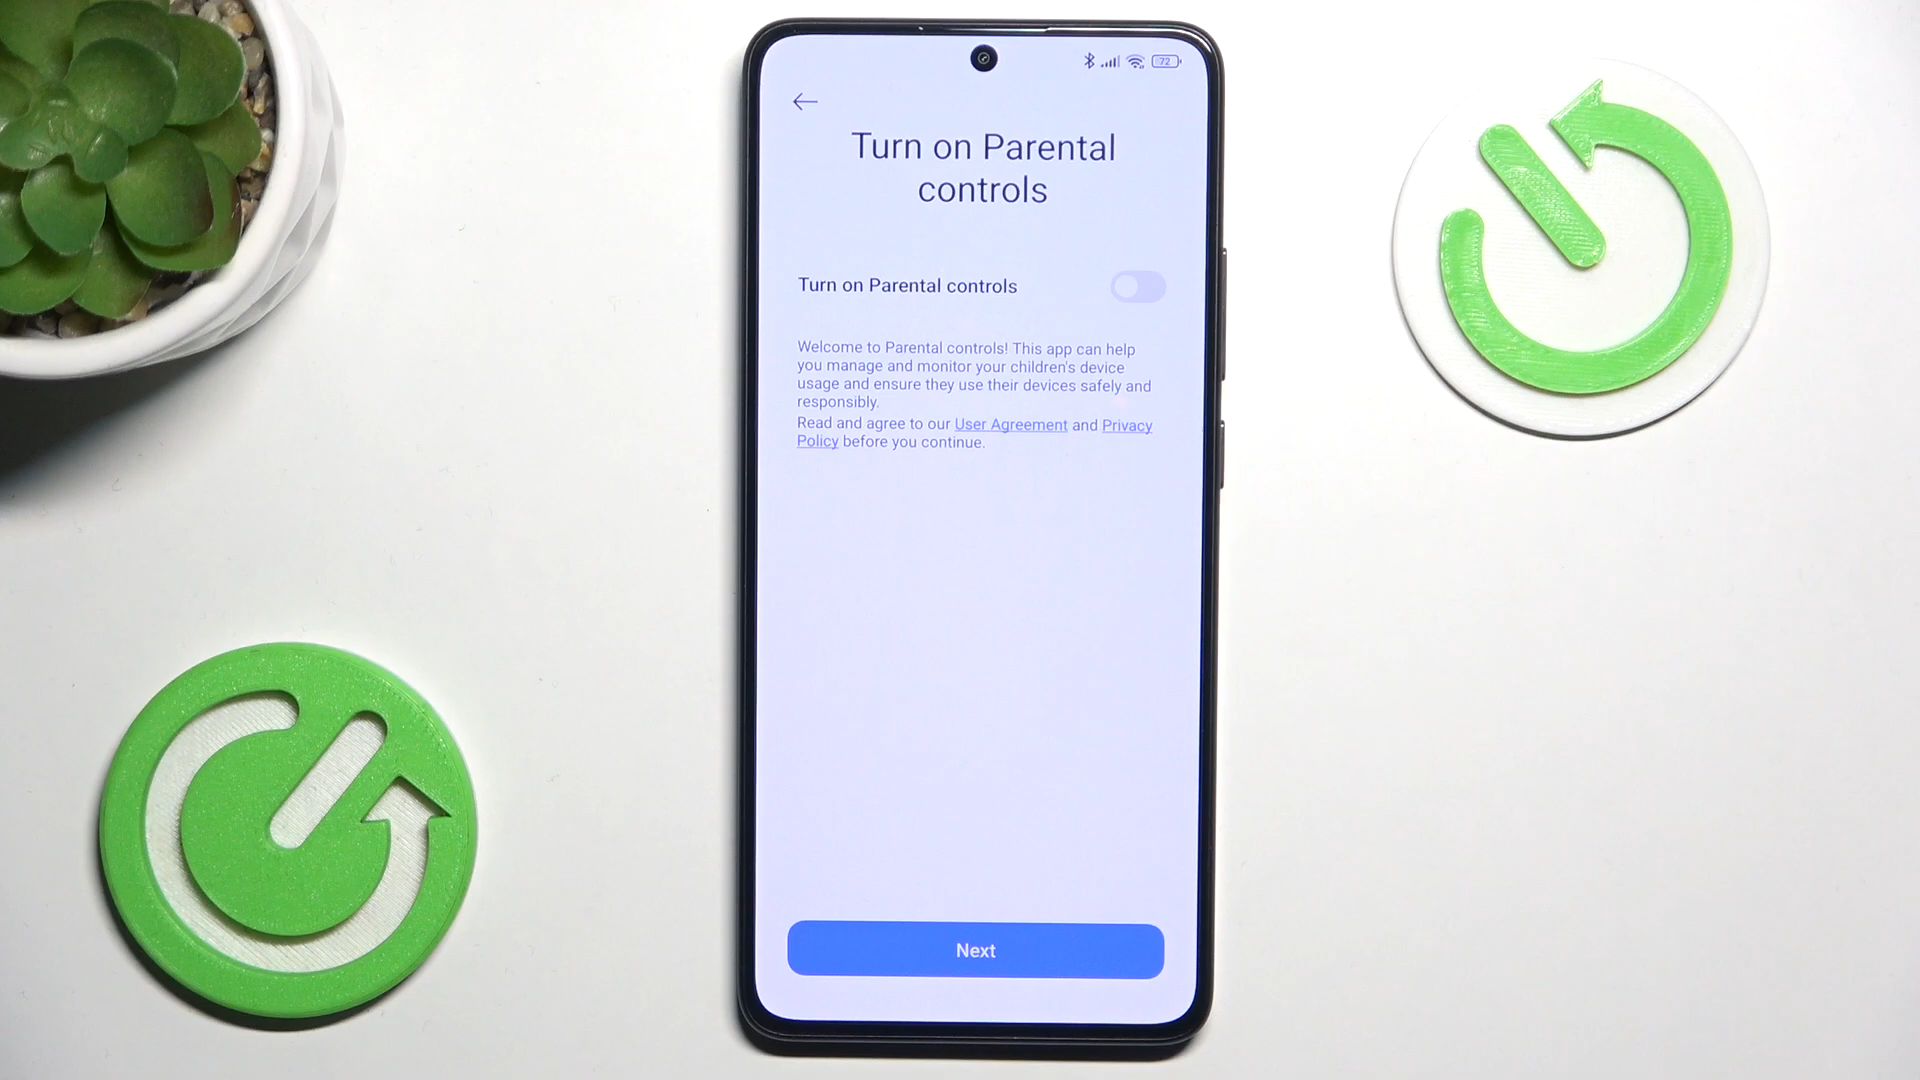 72
Turn on Parental
controls
Turn on Parental controls
Welcome to Parental controls! This app can help
you manage and monitor your children's device
usage and ensure they use their devices safely and
responsibly.
Read and agree to our User Agreement and Privacy
Policy before you continue.
Next